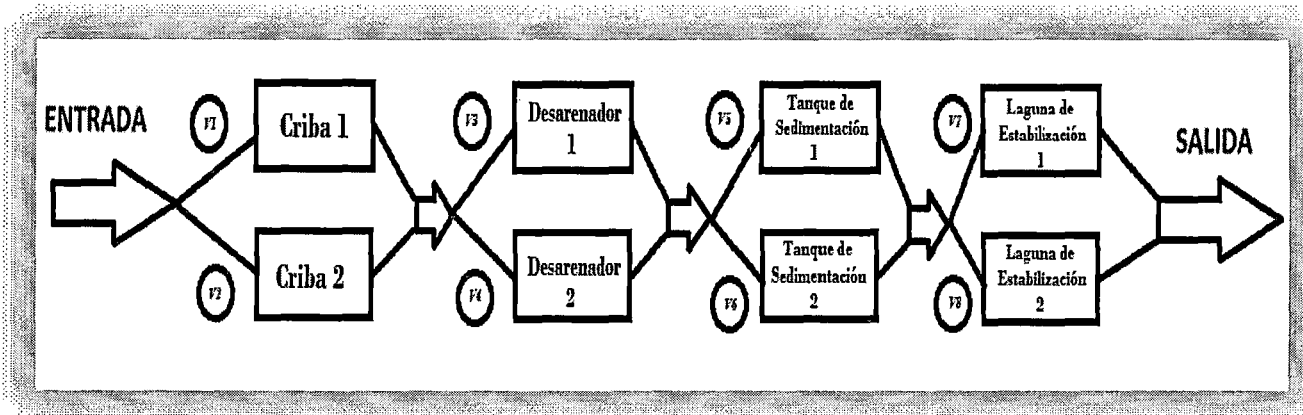 ENTRADA
V1
Criba 1
V2
Criba 2
V3
Desarenador
1
V4
Desarenador
2
V5
Tanque de
Sedimentación
1
V6
Tanque de
Sedimentación
2
V7
Laguna de
Estabilización
1
V8
Laguna de
Estabilización
2
SALIDA